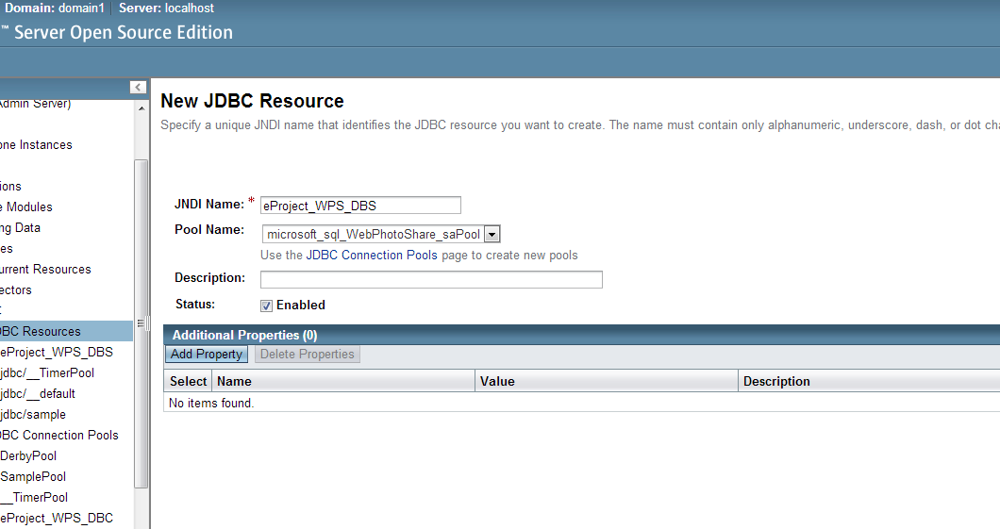 Domain: domain1 Server: localhost
™ Server Open Source Edition
Admin Server)
one Instances
ions
e Modules
ng Data
es
urrent Resources
ectors
DBC Resources
eProject_WPS_DBS
jdbc/__TimerPool
jdbc/__default
jdbc/sample
DBC Connection Pools
DerbyPool
SamplePool
__TimerPool
eProject_WPS_DBC
New JDBC Resource
Specify a unique JNDI name that identifies the JDBC resource you want to create. The name must contain only alphanumeric, underscore, dash, or dot cha
JNDI Name: * eProject_WPS_DBS
Pool Name: microsoft_sql_WebPhotoShare_saPool
Use the JDBC Connection Pools page to create new pools
Description:
Status: Enabled
Additional Properties (0)
Add Property Delete Properties
Select Name Value Description
No items found.